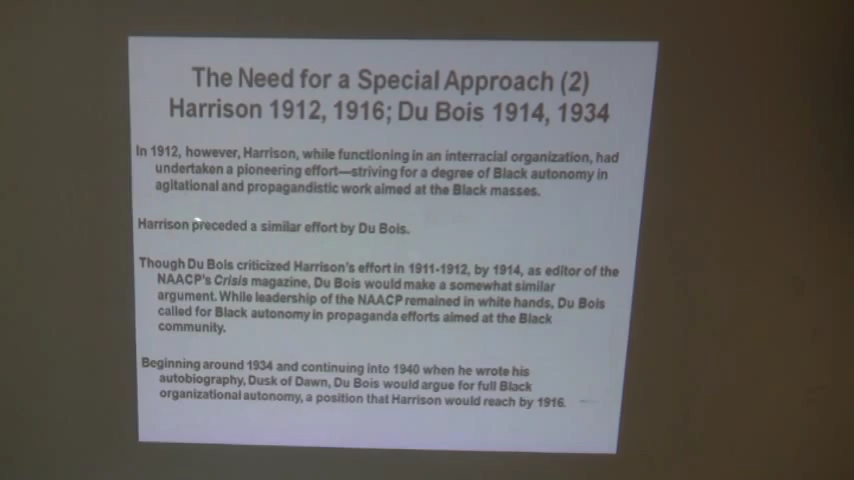 The Need for a Special Approach (2)
Harrison 1912, 1916; Du Bois 1914, 1934
In 1912, however, Harrison, while functioning in an interracial organization, had
undertaken a pioneering effort—striving for a degree of Black autonomy in
agitational and propagandistic work aimed at the Black masses.
Harrison preceded a similar effort by Du Bois.
Though Du Bois criticized Harrison's effort in 1911-1912, by 1914, as editor of the
NAACP's Crisis magazine, Du Bois would make a somewhat similar
argument. While leadership of the NAACP remained in white hands, Du Bois
called for Black autonomy in propaganda efforts aimed at the Black
community.
Beginning around 1934 and continuing into 1940 when he wrote his
autobiography, Dusk of Dawn, Du Bois would argue for full Black
organizational autonomy, a position that Harrison would reach by 1916.